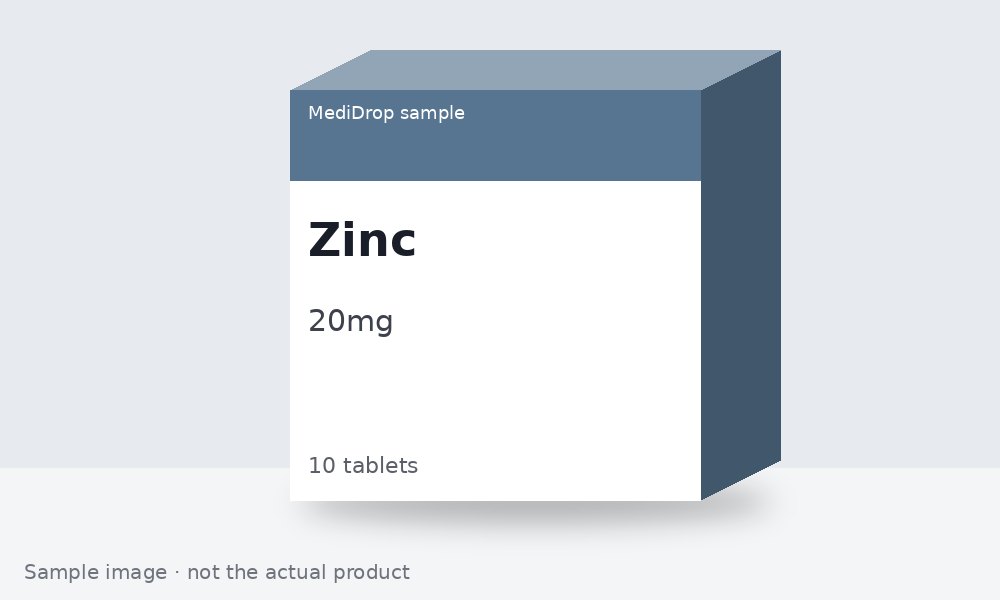 MediDrop sample
Zinc
20mg
10 tablets
Sample image · not the actual product